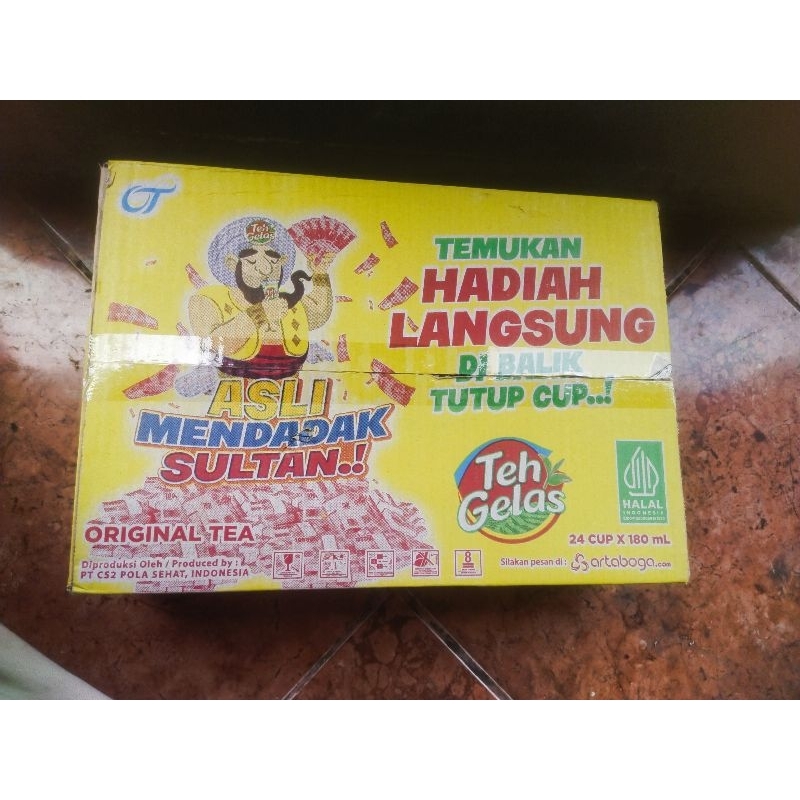 OT
Teh
Gelas
TEMUKAN
HADIAH
LANGSUNG
DI BALIK
TUTUP CUP..!
ASLI
MENDADAK
SULTAN..!
Teh
Gelas
HALAL
INDONESIA
ORIGINAL TEA
24 CUP X 180 mL
Diproduksi Oleh / Produced by :
PT CS2 POLA SEHAT, INDONESIA
8
Silakan pesan di : artaboga.com